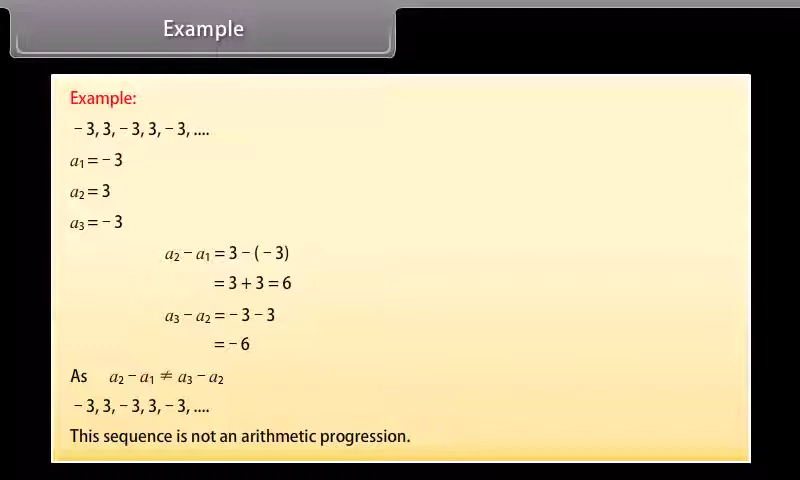 Example
Example:
– 3, 3, – 3, 3, – 3, ....
a₁ = – 3
a₂ = 3
a₃ = – 3
a₂ – a₁ = 3 – (– 3)
= 3 + 3 = 6
a₃ – a₂ = – 3 – 3
= – 6
As a₂ – a₁ ≠ a₃ – a₂
– 3, 3, – 3, 3, – 3, ....
This sequence is not an arithmetic progression.